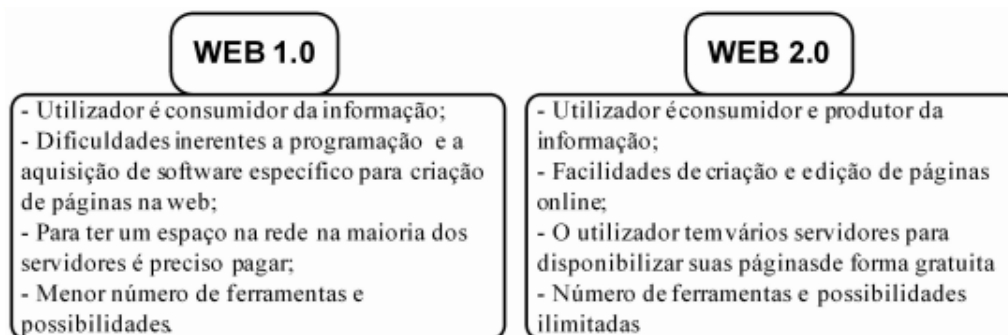 WEB 1.0
- Utilizador é consumidor da informação;
- Dificuldades inerentes a programação e a
aquisição de software específico para criação
de páginas na web;
- Para ter um espaço na rede na maioria dos
servidores é preciso pagar;
- Menor número de ferramentas e
possibilidades.
WEB 2.0
- Utilizador éconsumidor e produtor da
informação;
- Facilidades de criação e edição de páginas
online;
- O utilizador temvários servidores para
disponibilizar suas páginasde forma gratuita
- Número de ferramentas e possibilidades
ilimitadas